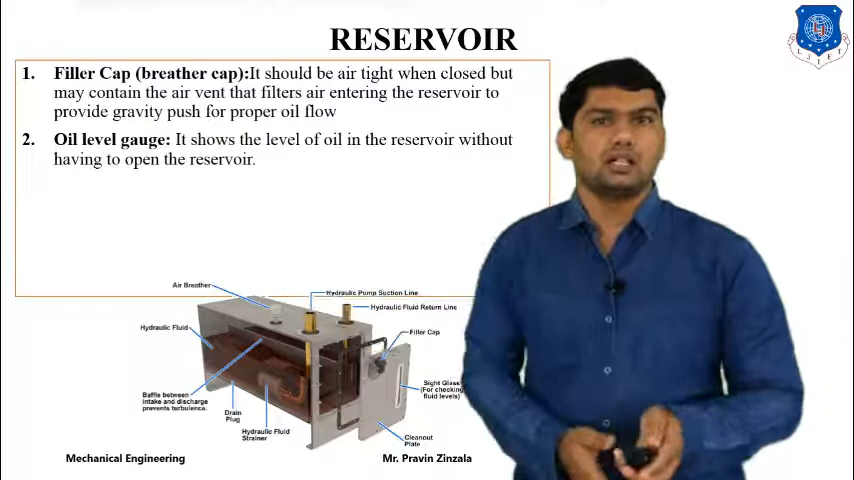 RESERVOIR
1. Filler Cap (breather cap):It should be air tight when closed but
may contain the air vent that filters air entering the reservoir to
provide gravity push for proper oil flow
2. Oil level gauge: It shows the level of oil in the reservoir without
having to open the reservoir.
Air Breather
Hydraulic Pump Suction Line
Hydraulic Fluid Return Line
Hydraulic Fluid
Filler Cap
Sight Glass
(For checking
fluid levels)
Baffle between
intake and discharge
prevents turbulence.
Drain
Plug
Hydraulic Fluid
Strainer
Cleanout
Plate
Mechanical Engineering
Mr. Pravin Zinzala
LJIET